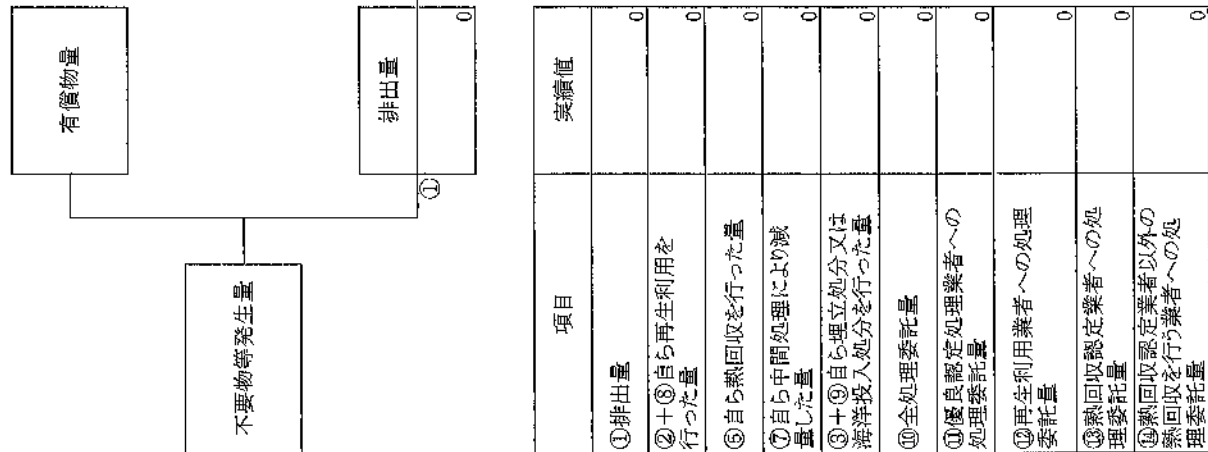 有償物量
不要物等発生量
①
排出量
0
項目
実績値
①排出量
0
②+⑧自ら再生利用を
行った量
0
⑤自ら熱回収を行った量
0
⑦自ら中間処理により減
量した量
0
③+⑨自ら埋立処分又は
海洋投入処分を行った量
0
⑩全処理委託量
0
⑪優良認定処理業者への
処理委託量
0
⑫再生利用業者への処理
委託量
0
⑬熱回収認定業者への処
理委託量
0
⑭熱回収認定業者以外の
熱回収を行う業者への処
理委託量
0